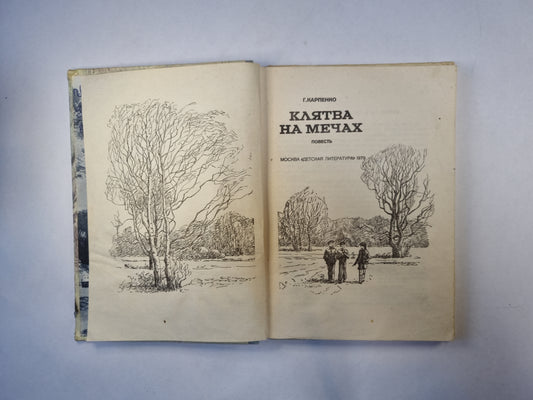 Г. КАРПЕНКО
КЛЯТВА
НА МЕЧАХ
ПОВЕСТЬ
МОСКВА «ДЕТСКАЯ ЛИТЕРАТУРА» 1979